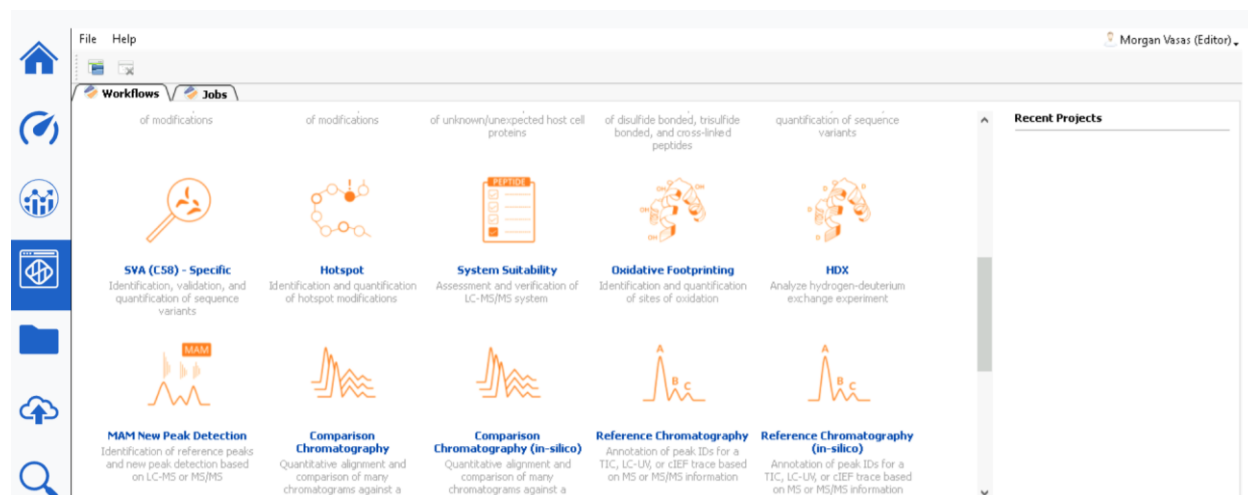 File Help
Morgan Vasas (Editor)
Workflows
Jobs
of modifications
of modifications
of unknown/unexpected host cell
proteins
of disulfide bonded, trisulfide
bonded, and cross-linked
peptides
quantification of sequence
variants
Recent Projects
PEPTIDE
OH
OH
OH
OH
D
D
D
D
SVA (C58) - Specific
Identification, validation, and
quantification of sequence
variants
Hotspot
Identification and quantification
of hotspot modifications
System Suitability
Assessment and verification of
LC-MS/MS system
Oxidative Footprinting
Identification and quantification
of sites of oxidation
HDX
Analyze hydrogen-deuterium
exchange experiment
MAM
A
B C
A
B C
MAM New Peak Detection
Identification of reference peaks
and new peak detection based
on LC-MS or MS/MS
Comparison
Chromatography
Quantitative alignment and
comparison of many
chromatograms against a
Comparison
Chromatography (in-silico)
Quantitative alignment and
comparison of many
chromatograms against a
Reference Chromatography
Annotation of peak IDs for a
TIC, LC-UV, or cIEF trace based
on MS or MS/MS information
Reference Chromatography
(in-silico)
Annotation of peak IDs for a
TIC, LC-UV, or cIEF trace based
on MS or MS/MS information